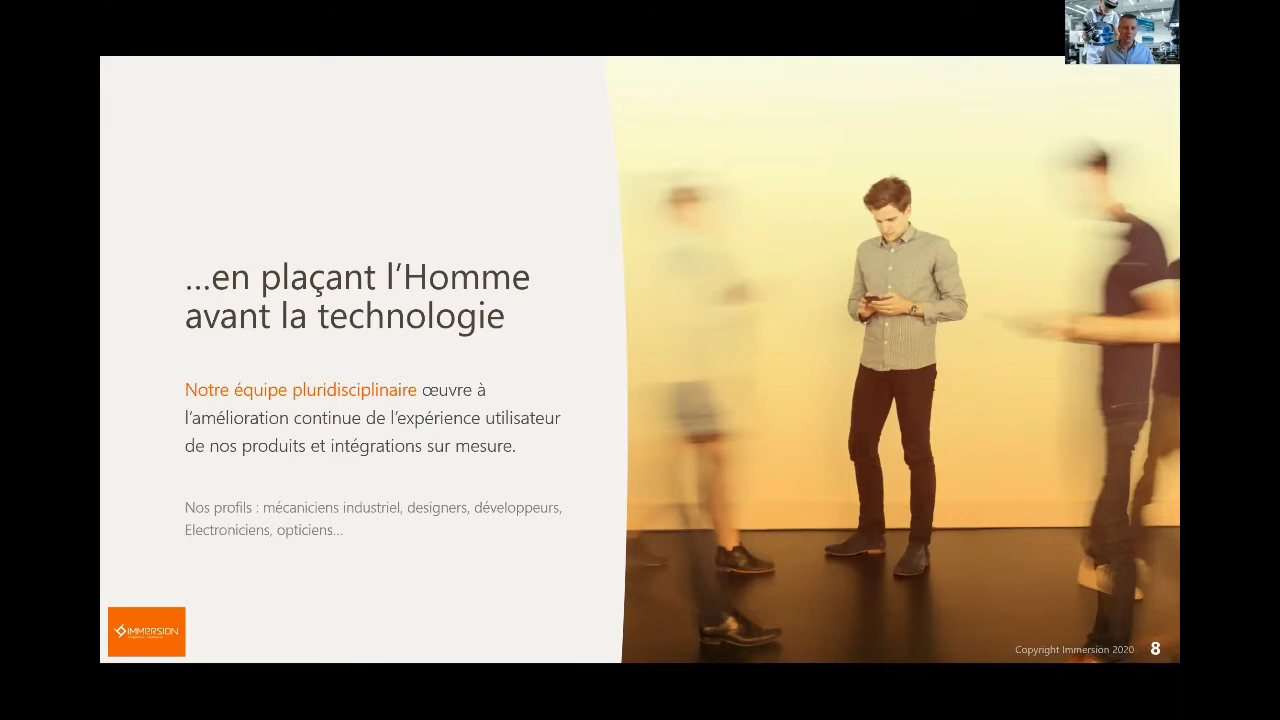 ...en plaçant l'Homme
avant la technologie
Notre équipe pluridisciplinaire œuvre à
l'amélioration continue de l'expérience utilisateur
de nos produits et intégrations sur mesure.
Nos profils : mécaniciens industriel, designers, développeurs,
Electroniciens, opticiens...
IMMERSION
Copyright Immersion 2020 8